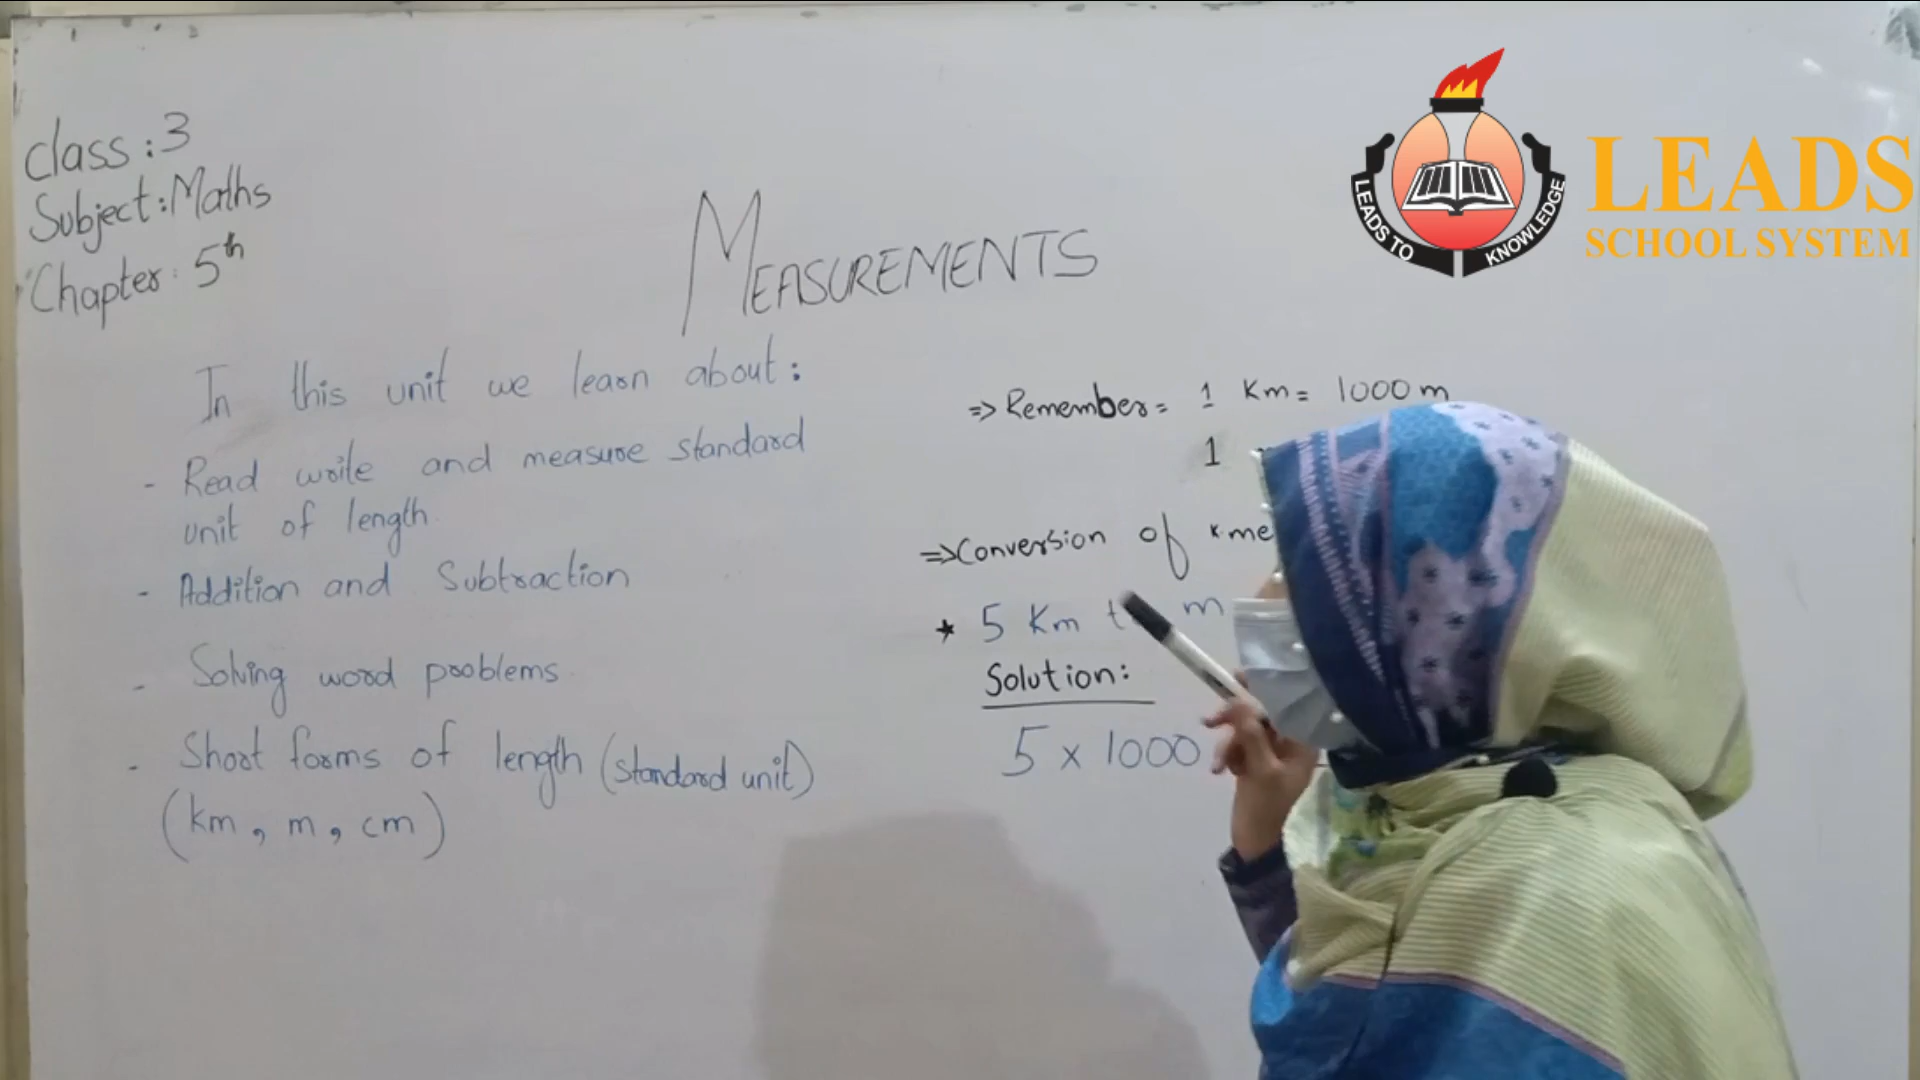 Class : 3
Subject : Maths
Chapter : 5th
MEASUREMENTS
In this unit we learn about :
- Read write and measure standard
unit of length.
- Addition and Subtraction
- Solving word problems.
- Short forms of length (standard unit)
(km, m, cm)
=> Remember = 1 Km = 1000 m
1
=> Conversion of
* 5 Km m
Solution:
5 x 1000
LEADS TO KNOWLEDGE
LEADS
SCHOOL SYSTEM